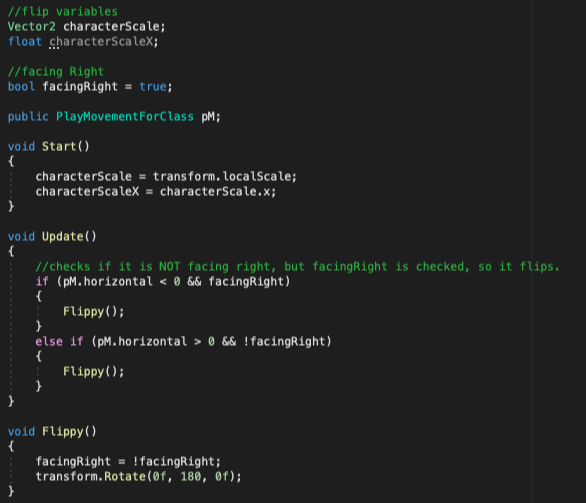 //flip variables
Vector2 characterScale;
float characterScaleX;
//facing Right
bool facingRight = true;
public PlayMovementForClass pM;
void Start()
{
characterScale = transform.localScale;
characterScaleX = characterScale.x;
}
void Update()
{
//checks if it is NOT facing right, but facingRight is checked, so it flips.
if (pM.horizontal < 0 && facingRight)
{
Flippy();
}
else if (pM.horizontal > 0 && !facingRight)
{
Flippy();
}
}
void Flippy()
{
facingRight = !facingRight;
transform.Rotate(0f, 180, 0f);
}